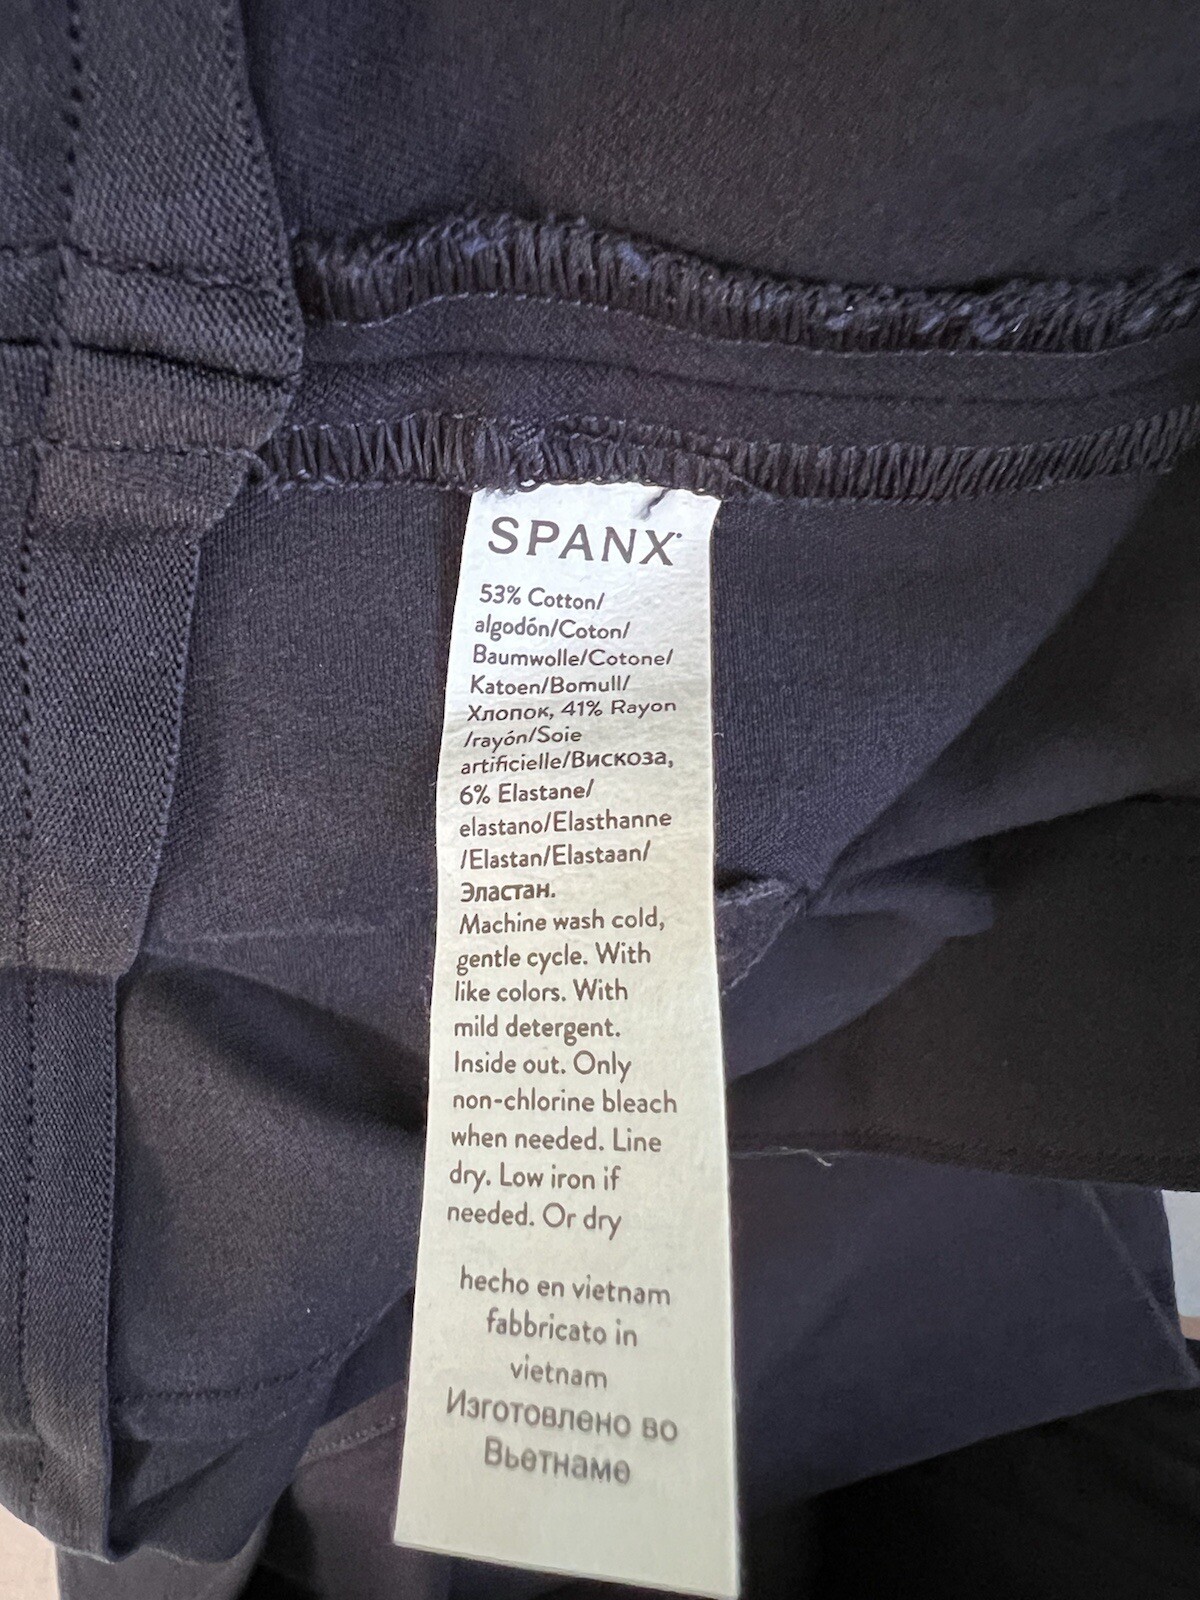 SPANX
53% Cotton/
algodón/Coton/
Baumwolle/Cotone/
Katoen/Bomull/
Хлопок, 41% Rayon
/rayón/Soie
artificielle/Вискоза,
6% Elastane/
elastano/Elasthanne
/Elastan/Elastaan/
Эластан.
Machine wash cold,
gentle cycle. With
like colors. With
mild detergent.
Inside out. Only
non-chlorine bleach
when needed. Line
dry. Low iron if
needed. Or dry
hecho en vietnam
fabbricato in
vietnam
Изготовлено во
Вьетнаме